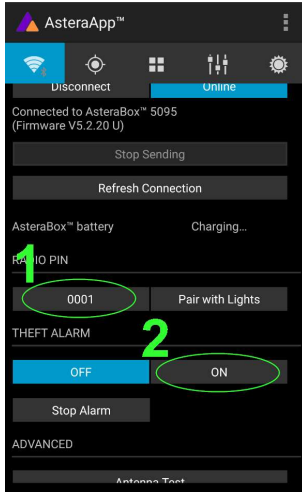 AsteraApp™
Disconnect
Online
Connected to AsteraBox™ 5095
(Firmware V5.2.20 U)
Stop Sending
Refresh Connection
AsteraBox™ battery
Charging...
1
RADIO PIN
0001
Pair with Lights
THEFT ALARM
2
OFF
ON
Stop Alarm
ADVANCED
Antenna Test